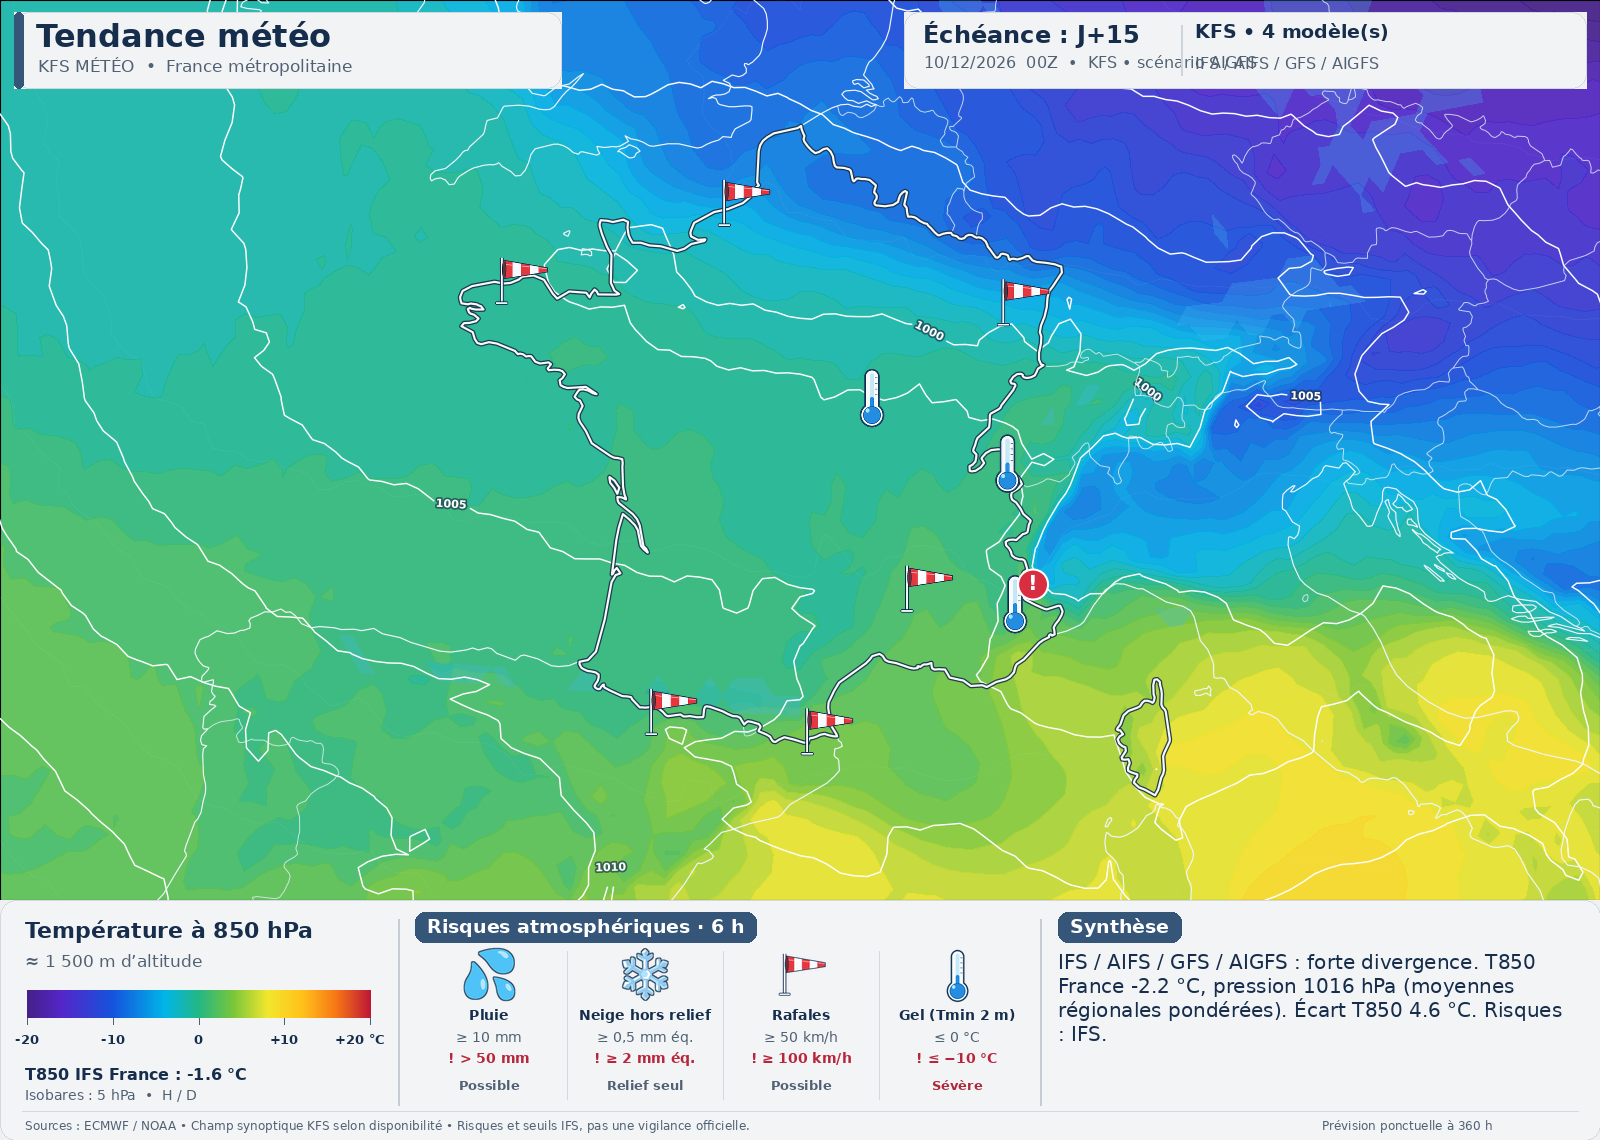 Tendance météo
KFS MÉTÉO • France métropolitaine
Échéance : J+15
10/12/2026 00Z • KFS • scénario AIGFS
KFS • 4 modèle(s)
IFS / AIFS / GFS / AIGFS
1000
1000
1005
1005
!
1010
Température à 850 hPa
≈ 1 500 m d’altitude
-20 -10 0 +10 +20 °C
T850 IFS France : -1.6 °C
Isobares : 5 hPa • H / D
Risques atmosphériques · 6 h
Pluie
≥ 10 mm
! > 50 mm
Possible
Neige hors relief
≥ 0,5 mm éq.
! ≥ 2 mm éq.
Relief seul
Rafales
≥ 50 km/h
! ≥ 100 km/h
Possible
Gel (Tmin 2 m)
≤ 0 °C
! ≤ −10 °C
Sévère
Synthèse
IFS / AIFS / GFS / AIGFS : forte divergence. T850
France -2.2 °C, pression 1016 hPa (moyennes
régionales pondérées). Écart T850 4.6 °C. Risques
: IFS.
Sources : ECMWF / NOAA • Champ synoptique KFS selon disponibilité • Risques et seuils IFS, pas une vigilance officielle.
Prévision ponctuelle à 360 h